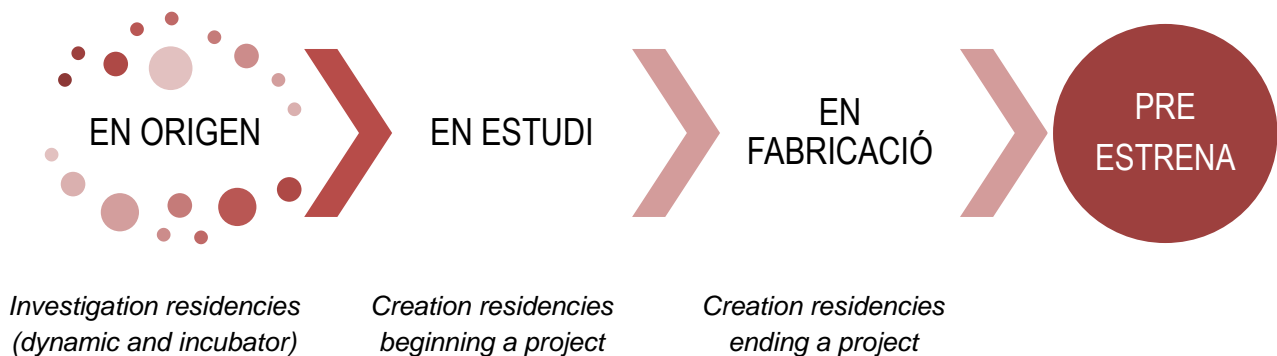 EN ORIGEN
EN ESTUDI
EN
FABRICACIÓ
PRE
ESTRENA
Investigation residencies
(dynamic and incubator)
Creation residencies
beginning a project
Creation residencies
ending a project